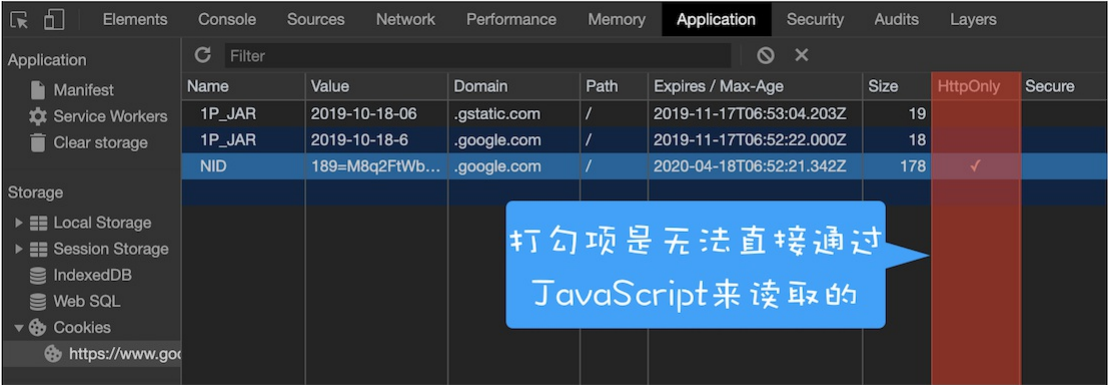 Elements Console Sources Network Performance Memory Application Security Audits Layers
Application
Manifest
Service Workers
Clear storage
Storage
Local Storage
Session Storage
IndexedDB
Web SQL
Cookies
https://www.goo
Filter
Name Value Domain Path Expires / Max-Age Size HttpOnly Secure
1P_JAR 2019-10-18-06 .gstatic.com / 2019-11-17T06:53:04.203Z 19
1P_JAR 2019-10-18-6 .google.com / 2019-11-17T06:52:22.000Z 18
NID 189=M8q2FtWb... .google.com / 2020-04-18T06:52:21.342Z 178 ✓
打勾项是无法直接通过
JavaScript来读取的